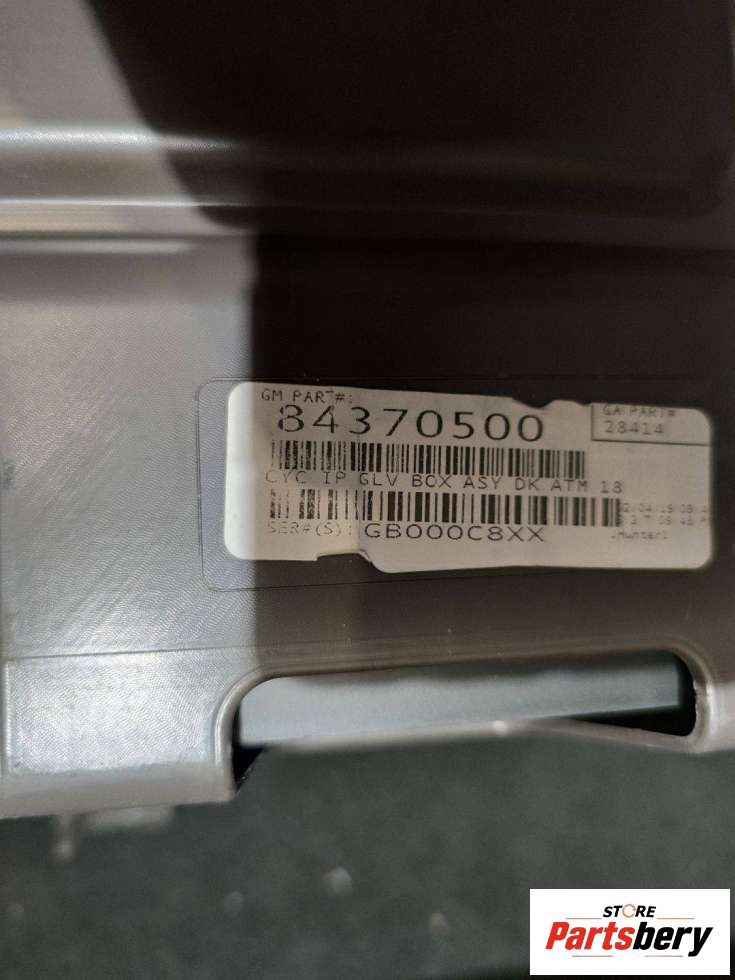 GM PART#:
84370500
GA PART#
28414
CYC IP GLV BOX ASY DK ATM 18
SER#(S): GB000C8XX
STORE
Partsbery